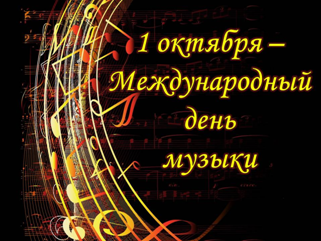 1 октября –
Международный
день
музыки